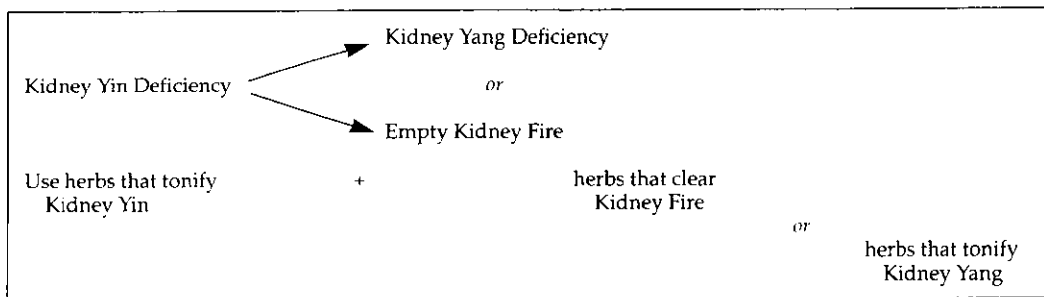 Kidney Yang Deficiency
Kidney Yin Deficiency
or
Empty Kidney Fire
Use herbs that tonify + herbs that clear
Kidney Yin Kidney Fire
or
herbs that tonify
Kidney Yang